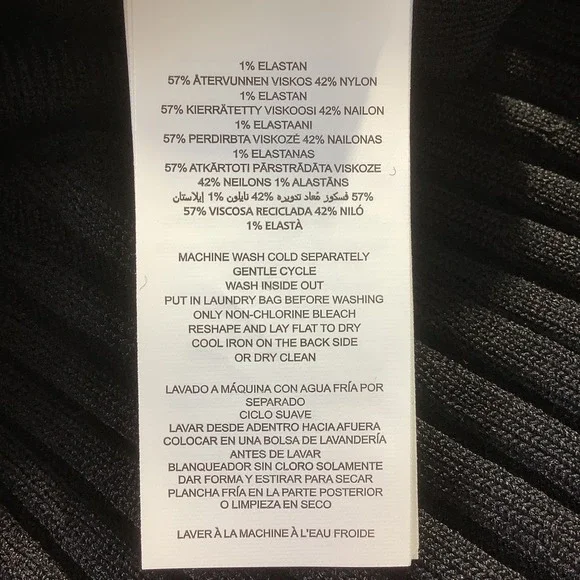 1% ELASTAN
57% ÅTERVUNNEN VISKOS 42% NYLON
1% ELASTAN
57% KIERRÄTETTY VISKOOSI 42% NAILON
1% ELASTAANI
57% PERDIRBTA VISKOZĖ 42% NAILONAS
1% ELASTANAS
57% ATKĀRTOTI PĀRSTRĀDĀTA VISKOZE
42% NEILONS 1% ALASTĀNS
57% فسكوز مُعاد تدويره 42% نايلون 1% إيلاستان
57% VISCOSA RECICLADA 42% NILÓ
1% ELASTÀ
MACHINE WASH COLD SEPARATELY
GENTLE CYCLE
WASH INSIDE OUT
PUT IN LAUNDRY BAG BEFORE WASHING
ONLY NON-CHLORINE BLEACH
RESHAPE AND LAY FLAT TO DRY
COOL IRON ON THE BACK SIDE
OR DRY CLEAN
LAVADO A MÁQUINA CON AGUA FRÍA POR
SEPARADO
CICLO SUAVE
LAVAR DESDE ADENTRO HACIA AFUERA
COLOCAR EN UNA BOLSA DE LAVANDERÍA
ANTES DE LAVAR
BLANQUEADOR SIN CLORO SOLAMENTE
DAR FORMA Y ESTIRAR PARA SECAR
PLANCHA FRÍA EN LA PARTE POSTERIOR
O LIMPIEZA EN SECO
LAVER À LA MACHINE À L'EAU FROIDE